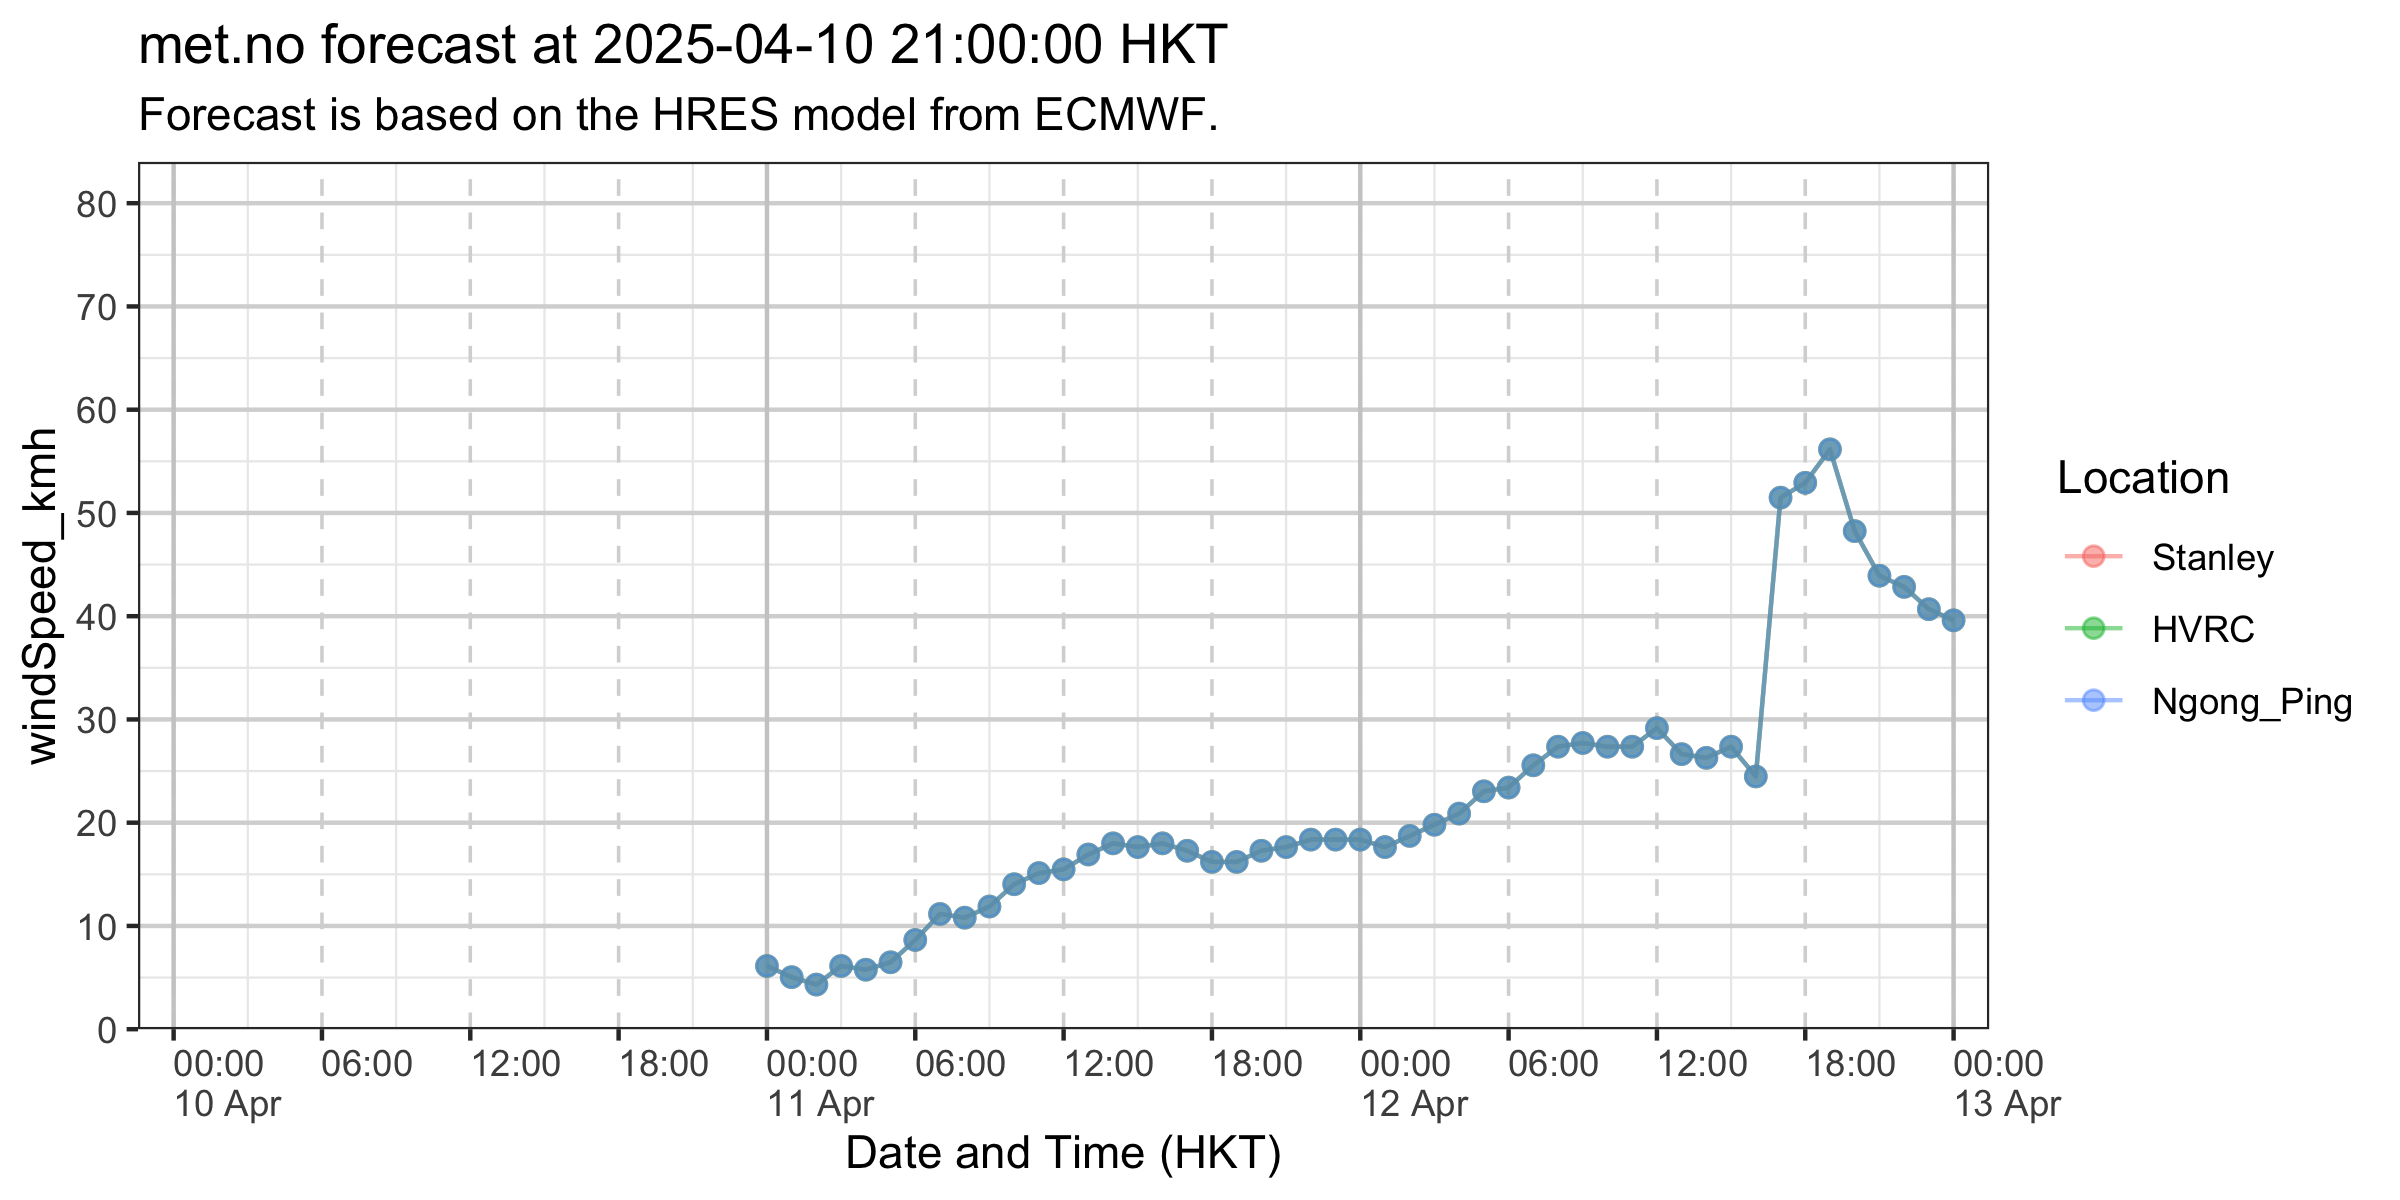 met.no forecast at 2025-04-10 21:00:00 HKT
Forecast is based on the HRES model from ECMWF.
windSpeed_kmh
80
70
60
50
40
30
20
10
0
00:00 06:00 12:00 18:00 00:00 06:00 12:00 18:00 00:00 06:00 12:00 18:00 00:00
10 Apr 11 Apr 12 Apr 13 Apr
Date and Time (HKT)
Location
Stanley
HVRC
Ngong_Ping